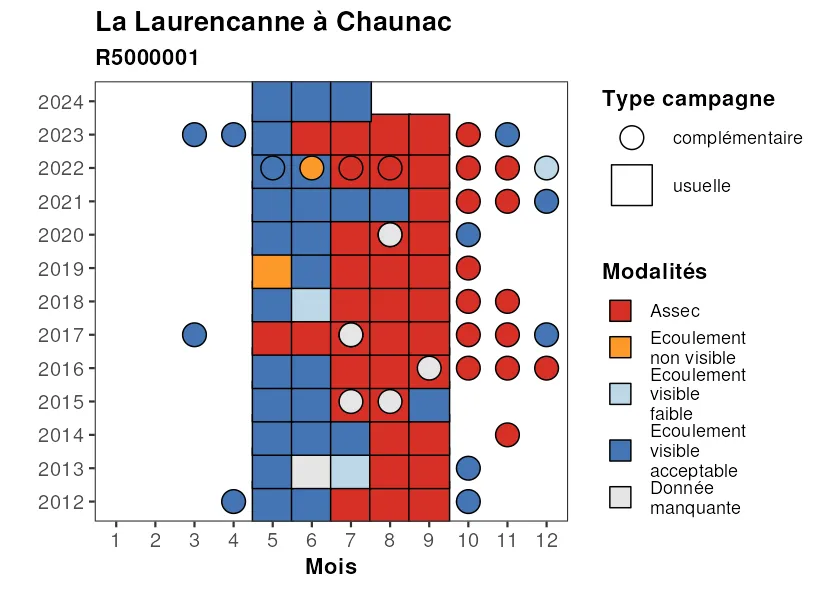 La Laurencanne à Chaunac
R5000001
2024
2023
2022
2021
2020
2019
2018
2017
2016
2015
2014
2013
2012
1 2 3 4 5 6 7 8 9 10 11 12
Mois
Type campagne
complémentaire
usuelle
Modalités
Assec
Ecoulement
non visible
Ecoulement
visible
faible
Ecoulement
visible
acceptable
Donnée
manquante